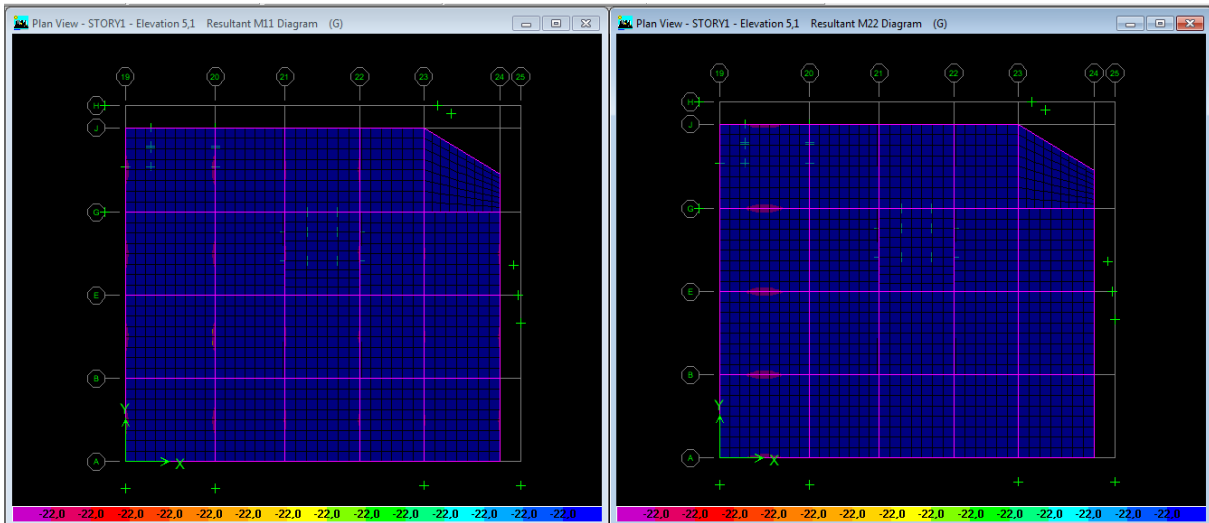 Plan View - STORY1 - Elevation 5,1 Resultant M11 Diagram (G)
19 20 21 22 23 24 25
H
J
G
E
B
Y
A
X
-22,0 -22,0 -22,0 -22,0 -22,0 -22,0 -22,0 -22,0 -22,0 -22,0 -22,0 -22,0 -22,0
Plan View - STORY1 - Elevation 5,1 Resultant M22 Diagram (G)
19 20 21 22 23 24 25
H
J
G
E
B
Y
A
X
-22,0 -22,0 -22,0 -22,0 -22,0 -22,0 -22,0 -22,0 -22,0 -22,0 -22,0 -22,0 -22,0